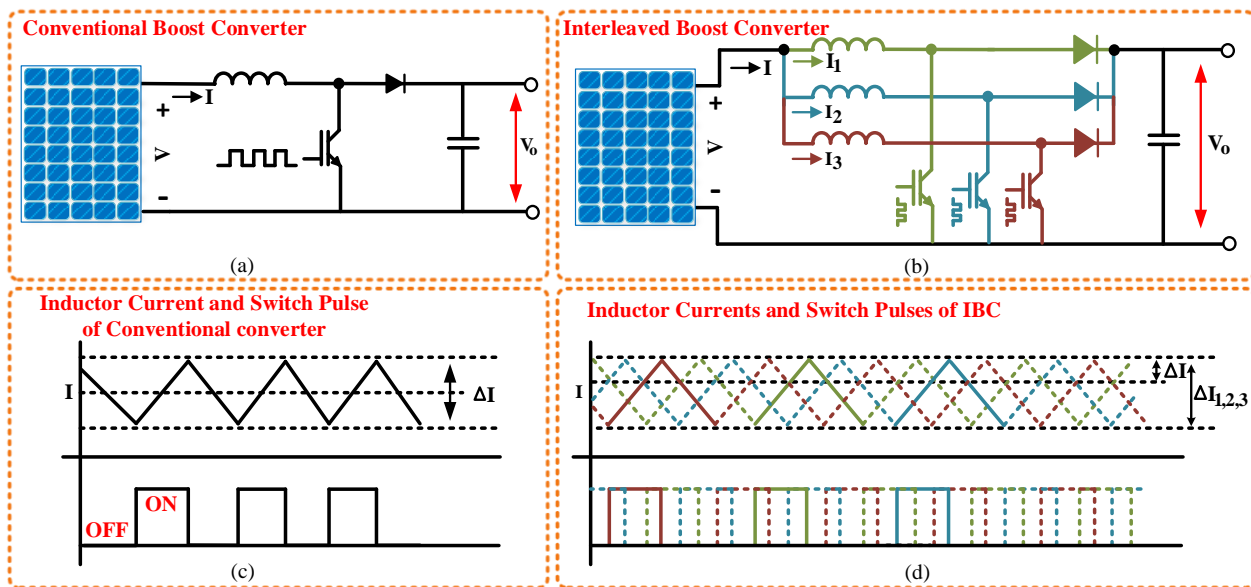 Conventional Boost Converter
I
+
V
-
Vo
(a)
Interleaved Boost Converter
I
I1
I2
I3
+
V
-
Vo
(b)
Inductor Current and Switch Pulse
of Conventional converter
I
ΔI
ON
OFF
(c)
Inductor Currents and Switch Pulses of IBC
I
ΔI
ΔI1,2,3
(d)